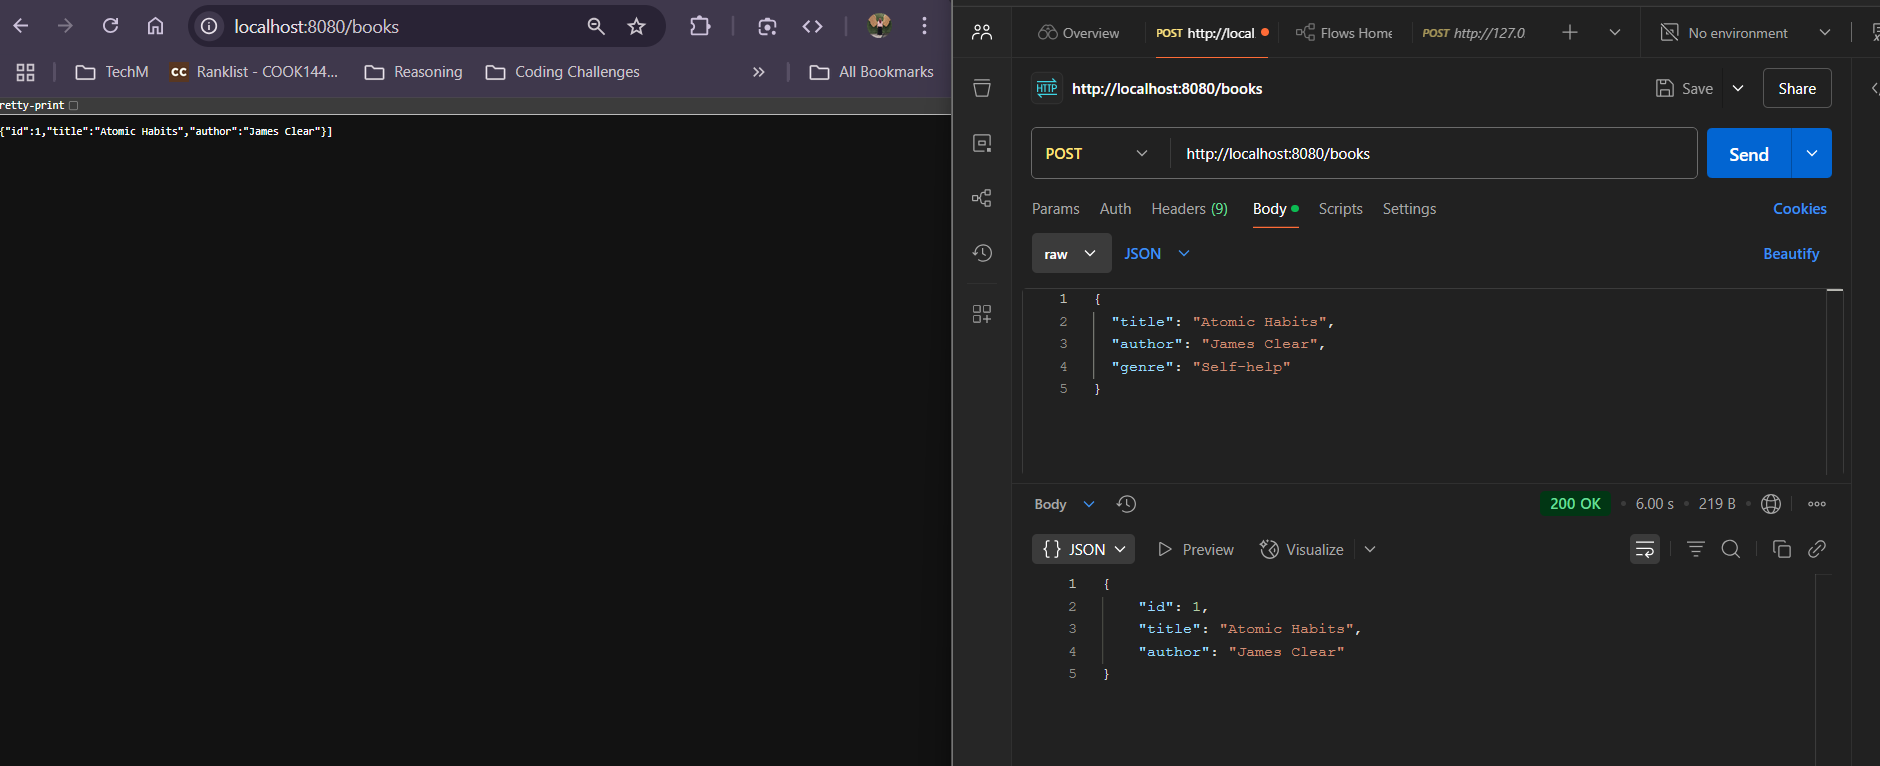 localhost:8080/books
TechM
CC Ranklist - COOK144...
Reasoning
Coding Challenges
»
All Bookmarks
retty-print
{"id":1,"title":"Atomic Habits","author":"James Clear"}]
Overview
POST http://local
Flows Home
POST http://127.0
No environment
HTTP http://localhost:8080/books
Save
Share
POST
http://localhost:8080/books
Send
Params
Auth
Headers (9)
Body
Scripts
Settings
Cookies
raw
JSON
Beautify
1 {
2 "title": "Atomic Habits",
3 "author": "James Clear",
4 "genre": "Self-help"
5 }
Body
200 OK • 6.00 s • 219 B •
{} JSON
Preview
Visualize
1 {
2 "id": 1,
3 "title": "Atomic Habits",
4 "author": "James Clear"
5 }